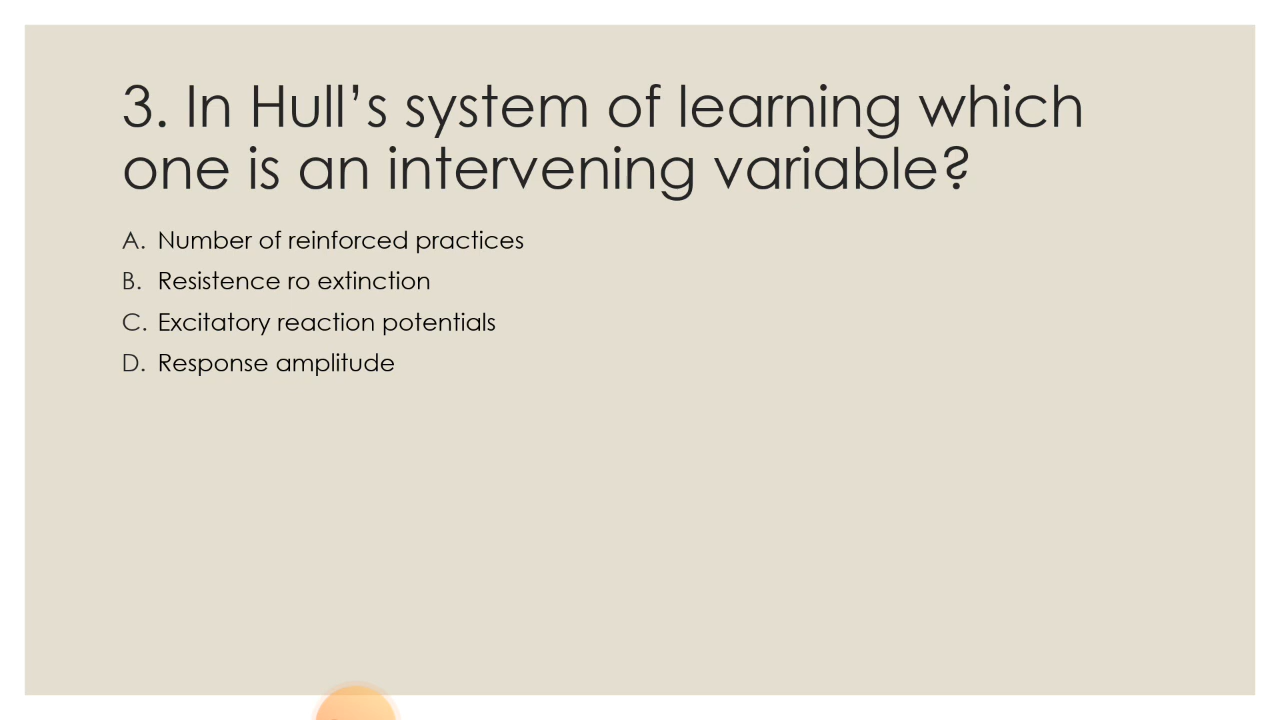 3. In Hull’s system of learning which
one is an intervening variable?
A. Number of reinforced practices
B. Resistence ro extinction
C. Excitatory reaction potentials
D. Response amplitude